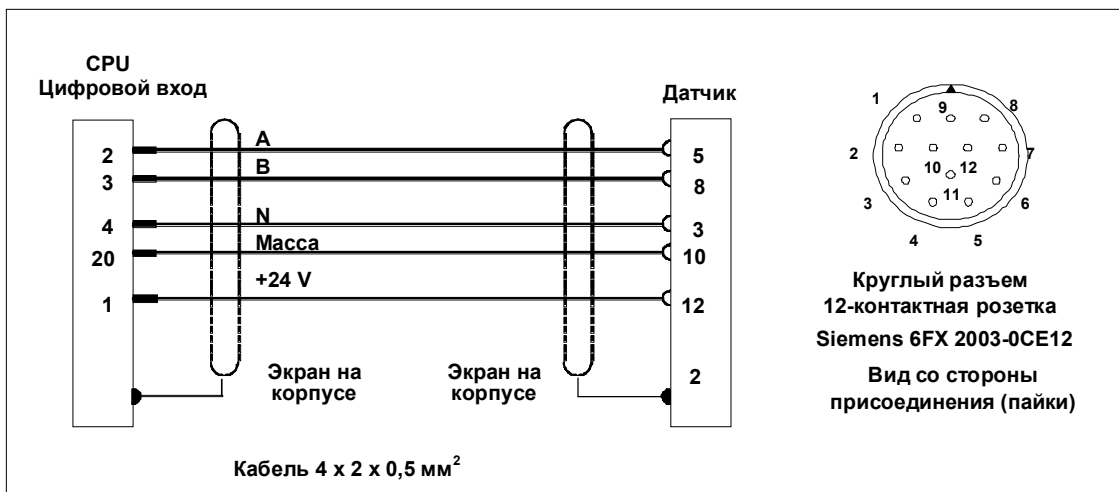 CPU
Цифровой вход
Датчик
2
A
5
3
B
8
4
N
3
20
Масса
10
+24 V
1
12
2
Экран на
корпусе
Экран на
корпусе
Кабель 4 x 2 x 0,5 мм²
1
9
8
2
7
10
12
11
3
6
4
5
Круглый разъем
12-контактная розетка
Siemens 6FX 2003-0CE12
Вид со стороны
присоединения (пайки)